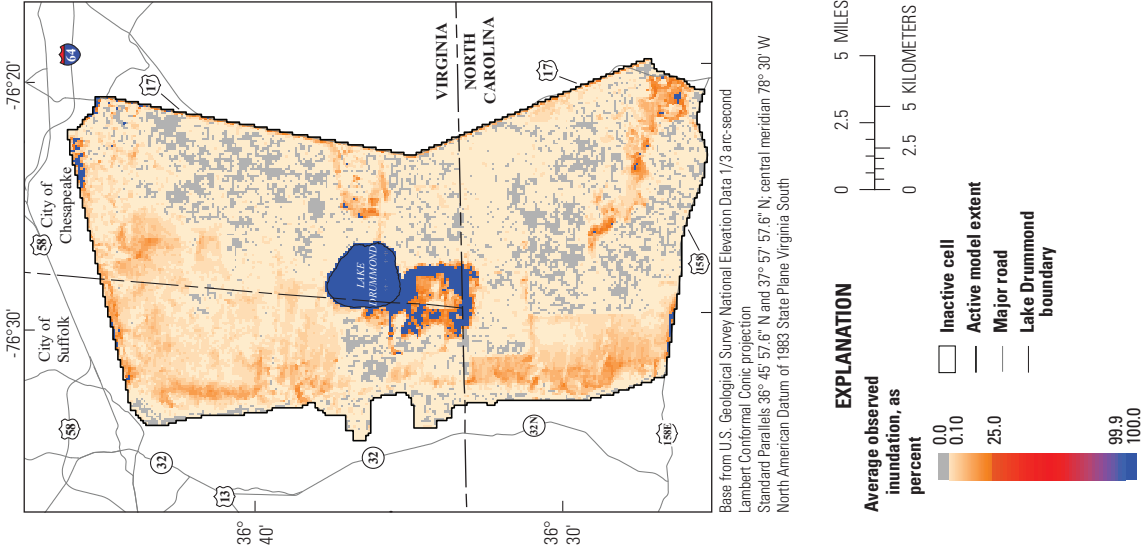 -76°30'
-76°20'
City of
Suffolk
City of
Chesapeake
58
58
64
17
32
13
32
32N
17
158E
158
36°
40'
36°
30'
LAKE
DRUMMOND
VIRGINIA
NORTH
CAROLINA
Base from U.S. Geological Survey National Elevation Data 1/3 arc-second
Lambert Conformal Conic projection
Standard Parallels 36° 45' 57.6" N and 37° 57' 57.6" N; central meridian 78° 30' W
North American Datum of 1983 State Plane Virginia South
0 2.5 5 MILES
0 2.5 5 KILOMETERS
EXPLANATION
Average observed
inundation, as
percent
0.0
0.10
25.0
99.9
100.0
Inactive cell
Active model extent
Major road
Lake Drummond
boundary